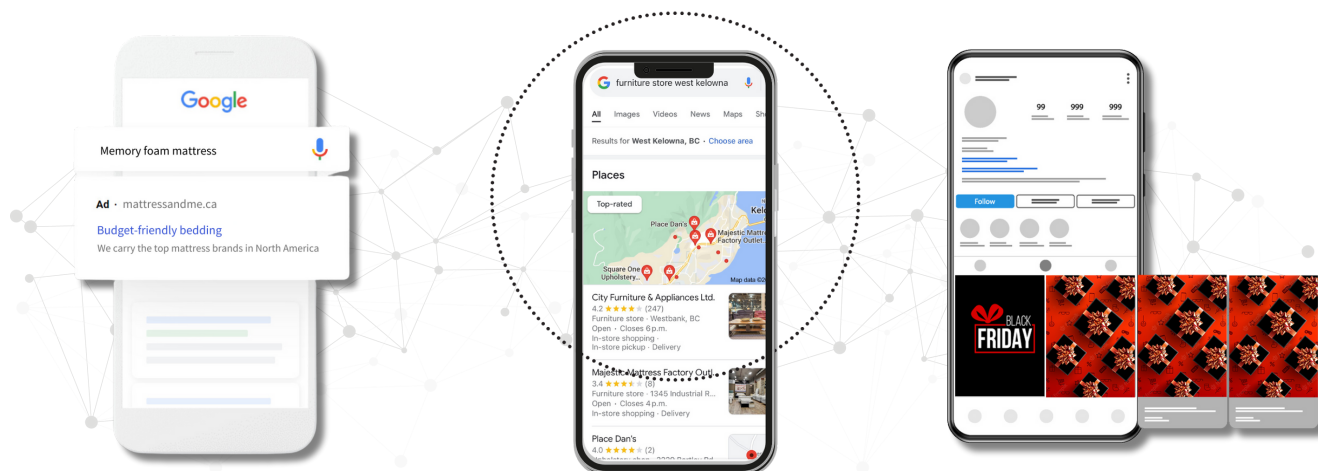 Google
Memory foam mattress
Ad · mattressandme.ca
Budget-friendly bedding
We carry the top mattress brands in North America
furniture store west kelowna
All Images Videos News Maps Sh
Results for West Kelowna, BC · Choose area
Places
Top-rated
Kelo
Place Dan's
Majestic Mattre
Factory Outlet
Square One
Upholstery...
Map data ©20
City Furniture & Appliances Ltd.
4.2 ★★★★★ (247)
Furniture store · Westbank, BC
Open · Closes 6 p.m.
In-store shopping ·
In-store pickup · Delivery
Majestic Mattress Factory Outl...
3.4 ★★★★★ (8)
Furniture store · 1345 Industrial R...
Open · Closes 4 p.m.
In-store shopping · Delivery
Place Dan's
4.0 ★★★★★ (2)
99 999 999
Follow
BLACK
FRIDAY